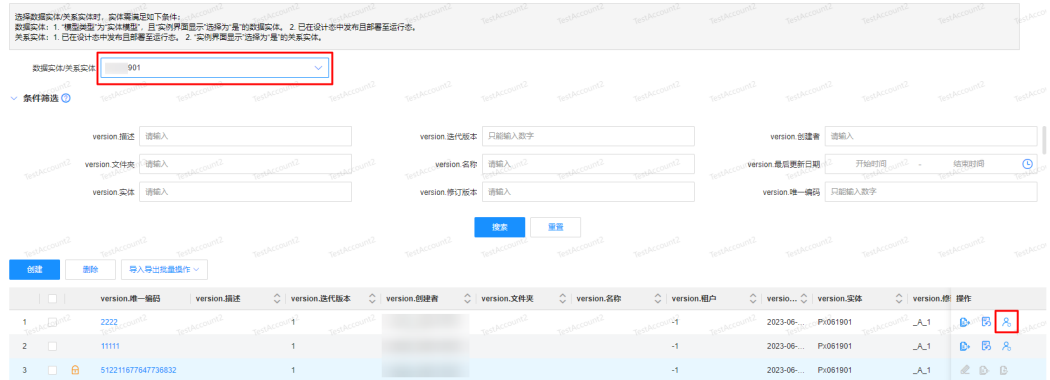 选择数据实体/关系实体时，实体需满足如下条件：
数据实体：1. "模型类型"为"实体模型"，且"实例界面显示"选择为"是"的数据实体。 2. 已在设计态中发布且部署至运行态。
关系实体：1. 已在设计态中发布且部署至运行态。 2. "实例界面显示"选择为"是"的关系实体。
数据实体/关系实体 901
条件筛选
version.描述 请输入 version.迭代版本 只能输入数字 version.创建者 请输入
version.文件夹 请输入 version.名称 请输入 version.最后更新日期 开始时间 - 结束时间
version.实体 请输入 version.修订版本 请输入 version.唯一编码 只能输入数字
搜索 重置
创建 删除 导入导出批量操作
version.唯一编码 version.描述 version.迭代版本 version.创建者 version.文件夹 version.名称 version.租户 versio... version.实体 version.修 操作
1 2222 1 -1 2023-06-... Px061901 _A_1
2 11111 1 -1 2023-06-... Px061901 _A_1
3 512211677647736832 1 -1 2023-06-... Px061901 _A_1
TestAccount2